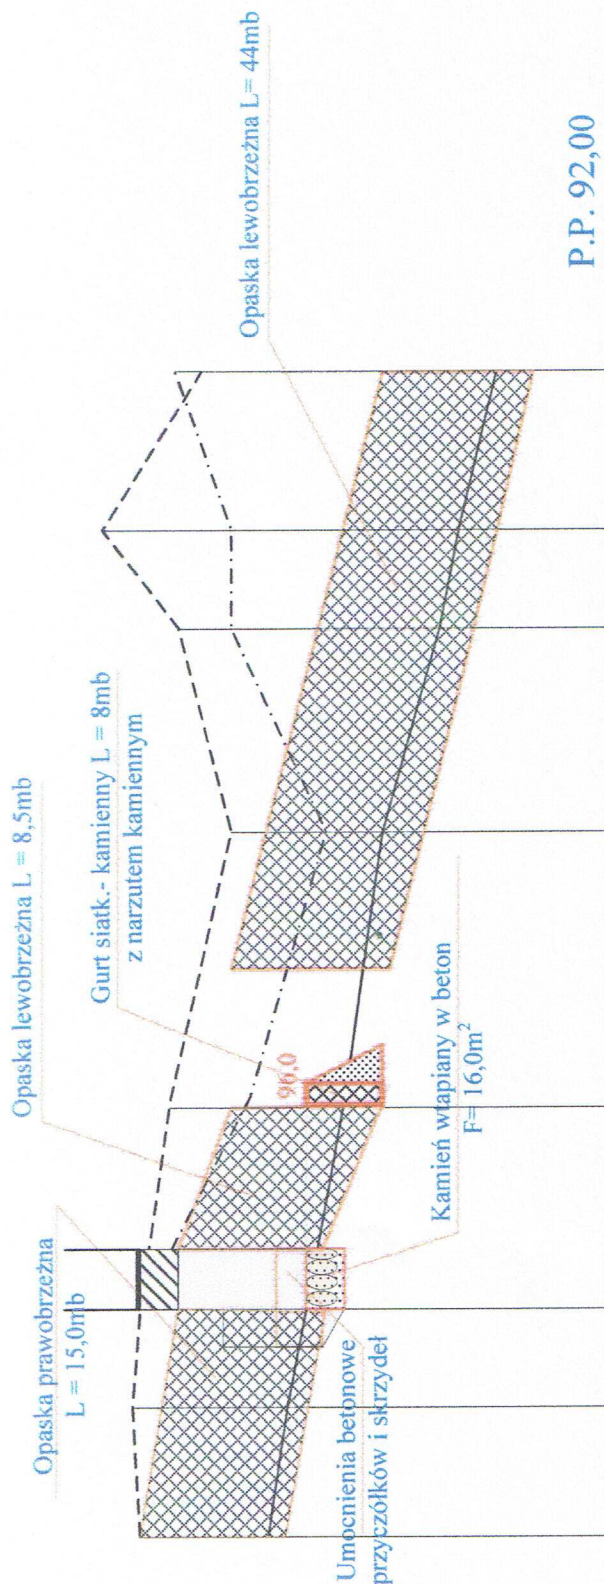 Opaska prawobrzeżna
L = 15,0mb
Opaska lewobrzeżna L = 8,5mb
Gurt siatk.- kamienny L = 8mb
z narzutem kamiennym
Opaska lewobrzeżna L= 44mb
96,0
Umocnienia betonowe
przyczółków i skrzydeł
Kamień wtapiany w beton
F= 16,0m²
P.P. 92,00